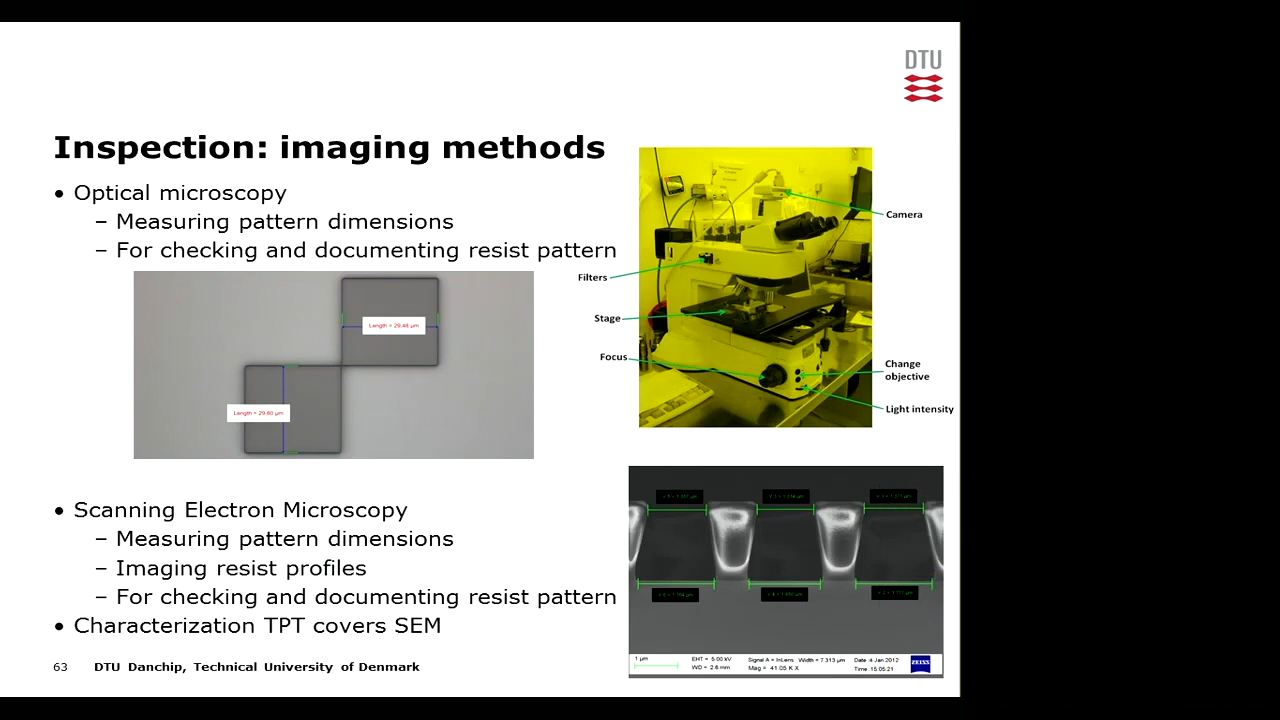 DTU
Inspection: imaging methods
• Optical microscopy
– Measuring pattern dimensions
– For checking and documenting resist pattern
Length = 29.48 µm
Length = 29.60 µm
Camera
Filters
Stage
Focus
Change
objective
Light intensity
• Scanning Electron Microscopy
– Measuring pattern dimensions
– Imaging resist profiles
– For checking and documenting resist pattern
• Characterization TPT covers SEM
1 µm
EHT = 5.00 kV
WD = 2.6 mm
Signal A = InLens Width = 7.313 µm
Mag = 41.05 K X
Date :4 Jan 2012
Time :15:05:21
ZEISS
63 DTU Danchip, Technical University of Denmark